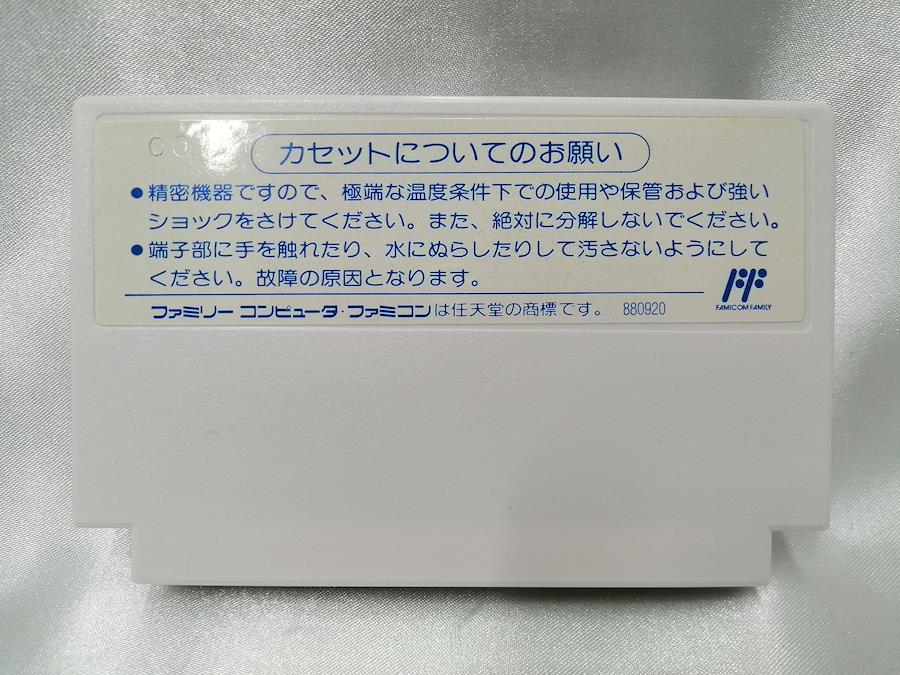 カセットについてのお願い
●精密機器ですので、極端な温度条件下での使用や保管および強い
ショックをさけてください。また、絶対に分解しないでください。
●端子部に手を触れたり、水にぬらしたりして汚さないようにして
ください。故障の原因となります。
FAMICOM FAMILY
ファミリーコンピュータ・ファミコンは任天堂の商標です。 880920